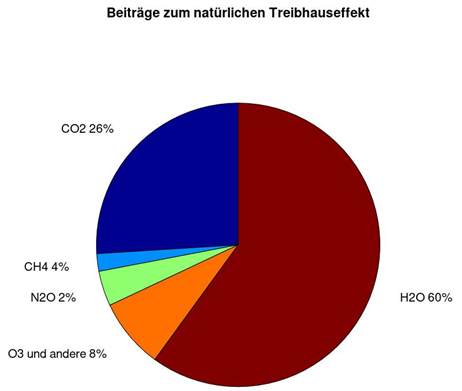 Beiträge zum natürlichen Treibhauseffekt
CO2 26%
CH4 4%
N2O 2%
H2O 60%
O3 und andere 8%